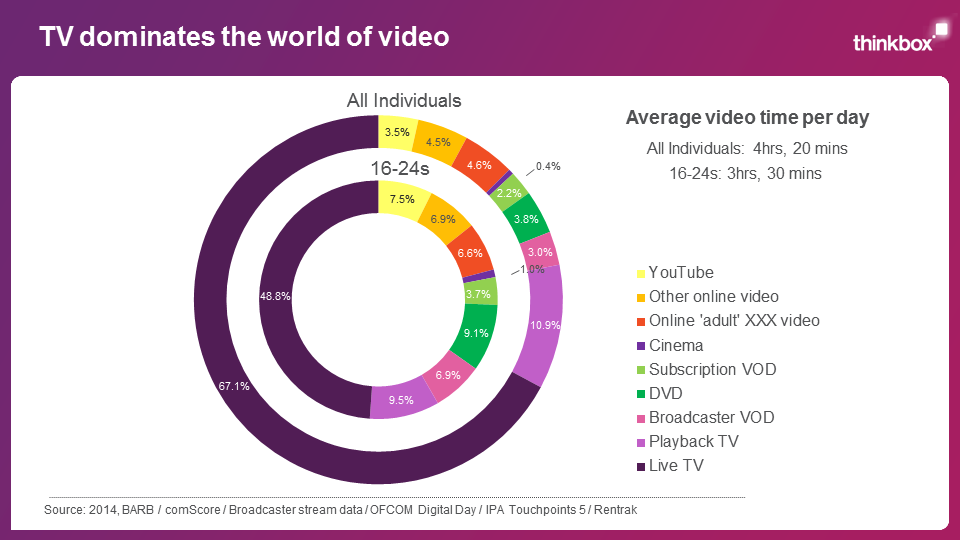 TV dominates the world of video
thinkbox
All Individuals
Average video time per day
All Individuals: 4hrs, 20 mins
16-24s: 3hrs, 30 mins
3.5%
4.5%
4.6%
0.4%
2.2%
3.8%
3.0%
10.9%
67.1%
16-24s
7.5%
6.9%
6.6%
1.0%
3.7%
9.1%
6.9%
9.5%
48.8%
YouTube
Other online video
Online 'adult' XXX video
Cinema
Subscription VOD
DVD
Broadcaster VOD
Playback TV
Live TV
Source: 2014, BARB / comScore / Broadcaster stream data / OFCOM Digital Day / IPA Touchpoints 5 / Rentrak